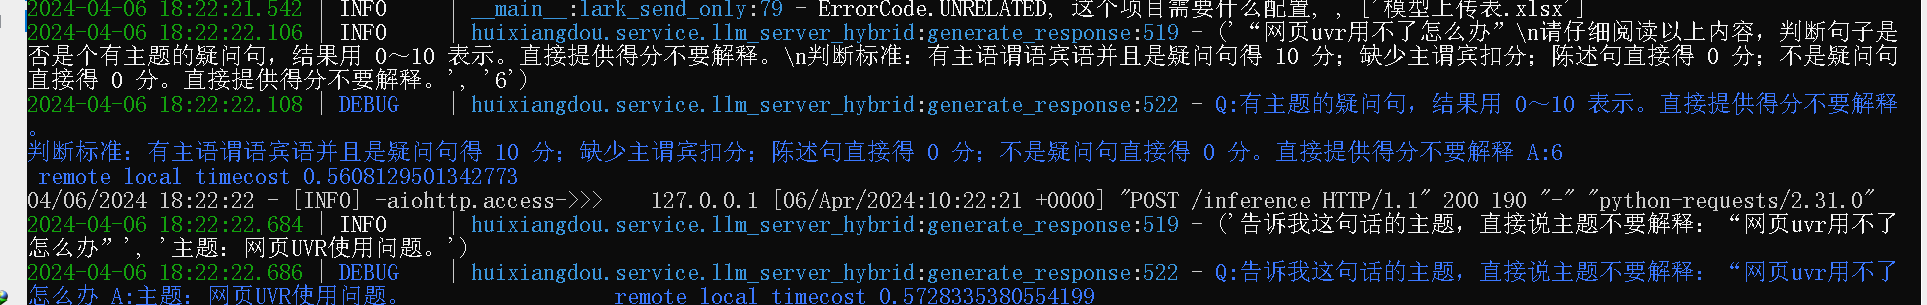 2024-04-06 18:22:21.542 | INFO     | __main__:lark_send_only:79 - ErrorCode.UNRELATED, 这个项目需要什么配置, , ['模型上传表.xlsx']
2024-04-06 18:22:22.106 | INFO     | huixiangdou.service.llm_server_hybrid:generate_response:519 - ('“网页uvr用不了怎么办”\n请仔细阅读以上内容，判断句子是
否是个有主题的疑问句，结果用 0～10 表示。直接提供得分不要解释。\n判断标准：有主语谓语宾语并且是疑问句得 10 分；缺少主谓宾扣分；陈述句直接得 0 分；不是疑问句
直接得 0 分。直接提供得分不要解释。', '6')
2024-04-06 18:22:22.108 | DEBUG    | huixiangdou.service.llm_server_hybrid:generate_response:522 - Q:有主题的疑问句，结果用 0～10 表示。直接提供得分不要解释
。
判断标准：有主语谓语宾语并且是疑问句得 10 分；缺少主谓宾扣分；陈述句直接得 0 分；不是疑问句直接得 0 分。直接提供得分不要解释 A:6
remote local timecost 0.5608129501342773
04/06/2024 18:22:22 - [INFO] -aiohttp.access->>>    127.0.0.1 [06/Apr/2024:10:22:21 +0000] "POST /inference HTTP/1.1" 200 190 "-" "python-requests/2.31.0"
2024-04-06 18:22:22.684 | INFO     | huixiangdou.service.llm_server_hybrid:generate_response:519 - ('告诉我这句话的主题，直接说主题不要解释：“网页uvr用不了
怎么办”', '主题：网页UVR使用问题。')
2024-04-06 18:22:22.686 | DEBUG    | huixiangdou.service.llm_server_hybrid:generate_response:522 - Q:告诉我这句话的主题，直接说主题不要解释：“网页uvr用不了
怎么办 A:主题：网页UVR使用问题。          remote local timecost 0.5728335380554199